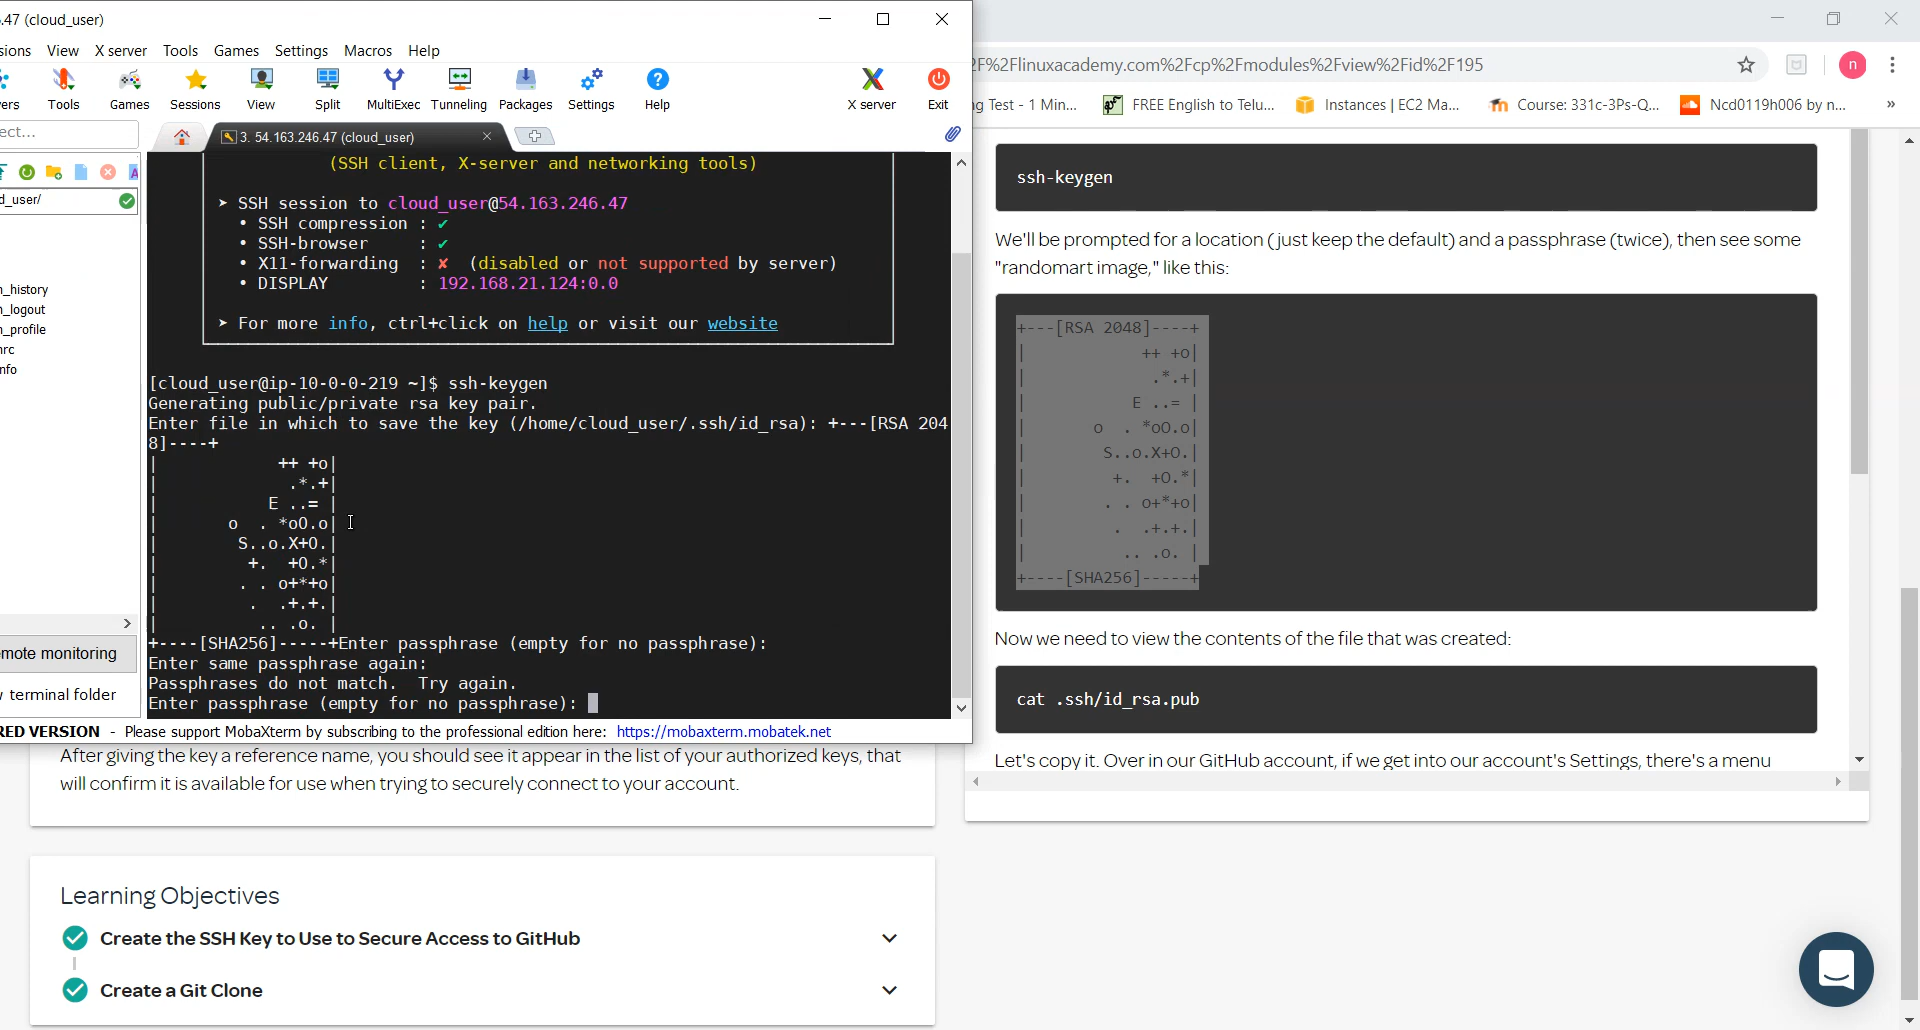 .47 (cloud_user)
sions View X server Tools Games Settings Macros Help
vers Tools Games Sessions View Split MultiExec Tunneling Packages Settings Help X server Exit
ect...
3. 54.163.246.47 (cloud_user)
d_user/
n_history
n_logout
n_profile
nrc
nfo
emote monitoring
terminal folder
(SSH client, X-server and networking tools)
➤ SSH session to cloud_user@54.163.246.47
• SSH compression : ✔
• SSH-browser : ✔
• X11-forwarding : ✘ (disabled or not supported by server)
• DISPLAY : 192.168.21.124:0.0
➤ For more info, ctrl+click on help or visit our website
[cloud_user@ip-10-0-0-219 ~]$ ssh-keygen
Generating public/private rsa key pair.
Enter file in which to save the key (/home/cloud_user/.ssh/id_rsa): +---[RSA 204
8]----+
|            ++ +o|
|             .*.+|
|           E ..= |
|       o  . *oO.o|
|        S..o.X+O.|
|         +.  +O.*|
|        . . o+*+o|
|         .  .+.+.|
|          .. .o. |
+----[SHA256]-----+Enter passphrase (empty for no passphrase):
Enter same passphrase again:
Passphrases do not match.  Try again.
Enter passphrase (empty for no passphrase):
RED VERSION - Please support MobaXterm by subscribing to the professional edition here: https://mobaxterm.mobatek.net
After giving the key a reference name, you should see it appear in the list of your authorized keys, that
will confirm it is available for use when trying to securely connect to your account.
Learning Objectives
Create the SSH Key to Use to Secure Access to GitHub
Create a Git Clone
2F%2Flinuxacademy.com%2Fcp%2Fmodules%2Fview%2Fid%2F195
n
ng Test - 1 Min... FREE English to Telu... Instances | EC2 Ma... Course: 331c-3Ps-Q... Ncd0119h006 by n... »
ssh-keygen
We'll be prompted for a location (just keep the default) and a passphrase (twice), then see some
"randomart image," like this:
+---[RSA 2048]----+
|            ++ +o|
|             .*.+|
|           E ..= |
|       o  . *oO.o|
|        S..o.X+O.|
|         +.  +O.*|
|        . . o+*+o|
|         .  .+.+.|
|          .. .o. |
+----[SHA256]-----+
Now we need to view the contents of the file that was created:
cat .ssh/id_rsa.pub
Let's copy it. Over in our GitHub account, if we get into our account's Settings, there's a menu